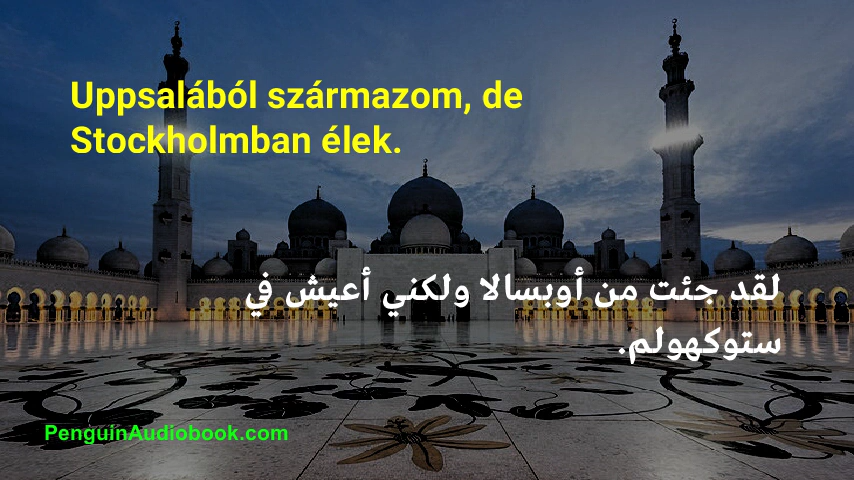 Uppsalából származom, de
Stockholmban élek.
لقد جئت من أوبسالا ولكني أعيش في
ستوكهولم.
PenguinAudiobook.com